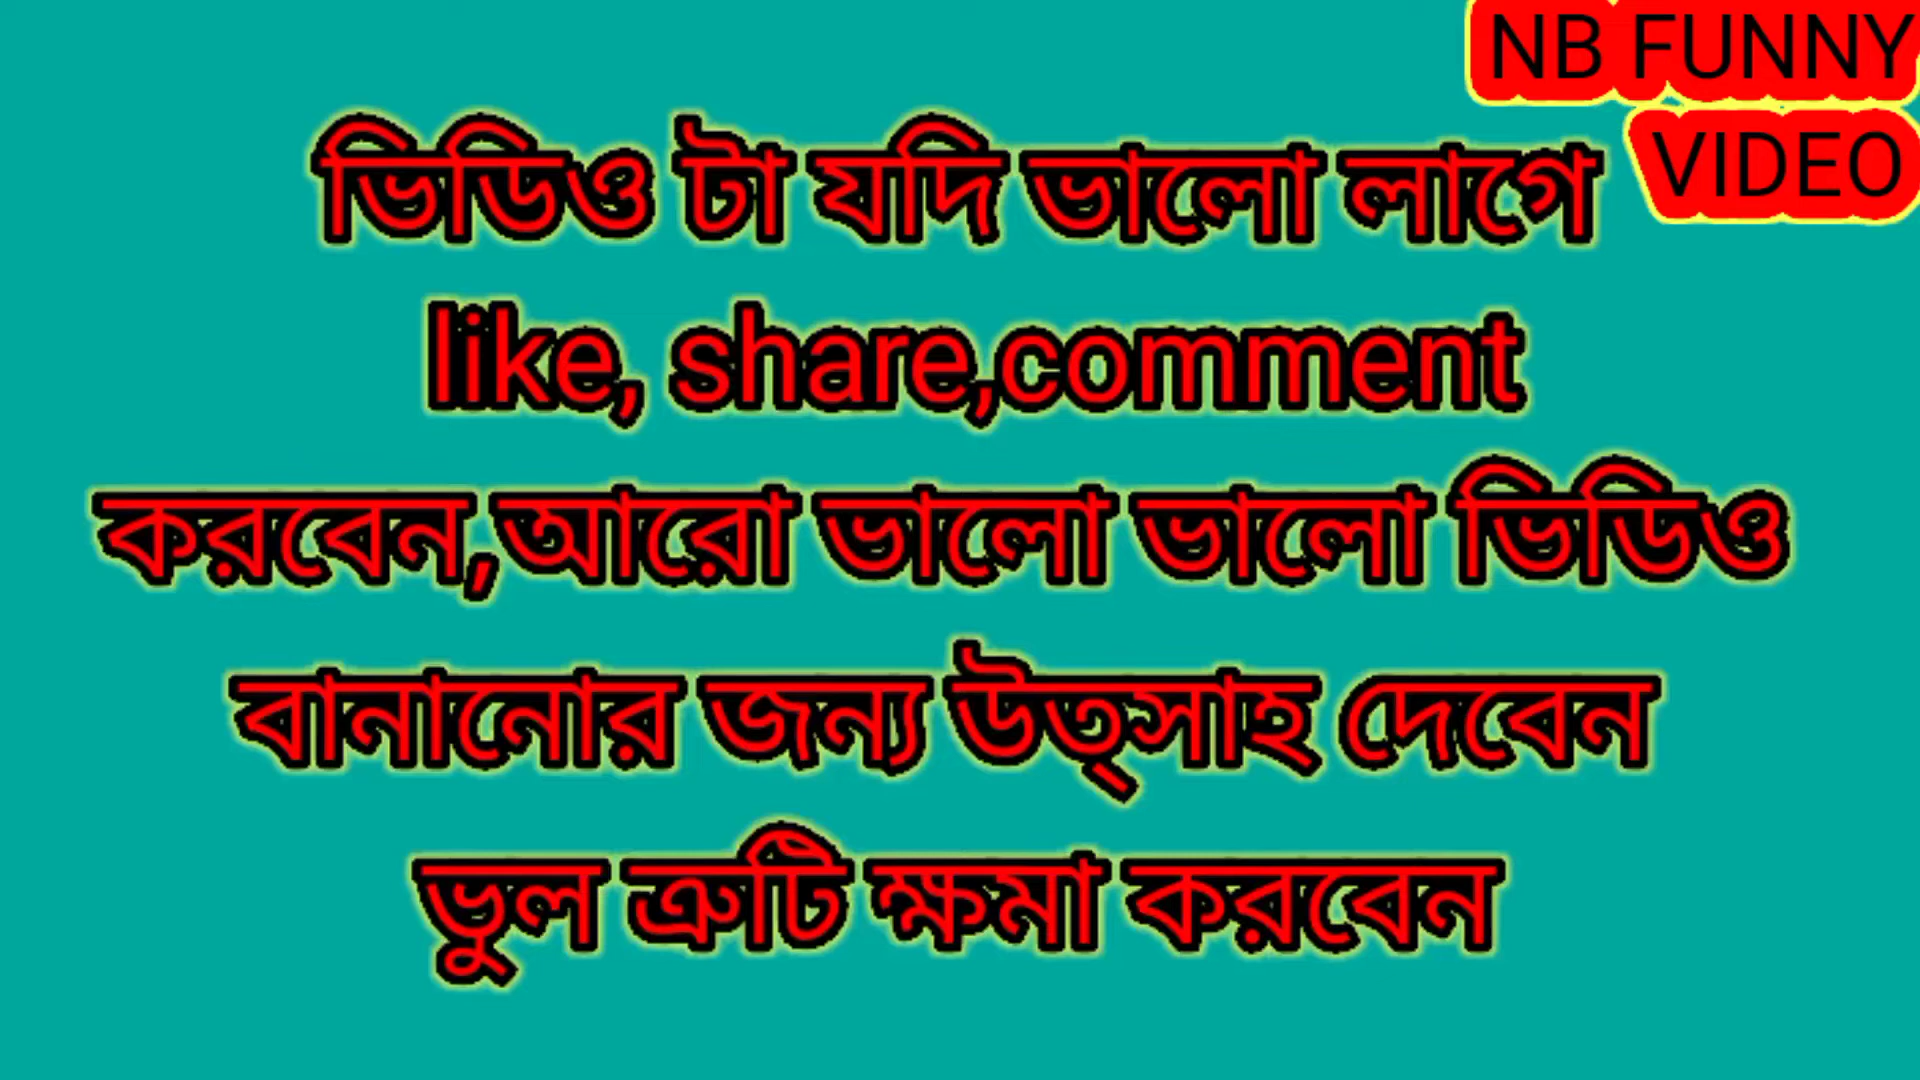 NB FUNNY
VIDEO
ভিডিও টা যদি ভালো লাগে
like, share,comment
করবেন,আরো ভালো ভালো ভিডিও
বানানোর জন্য উত্সাহ দেবেন
ভুল ত্রুটি ক্ষমা করবেন